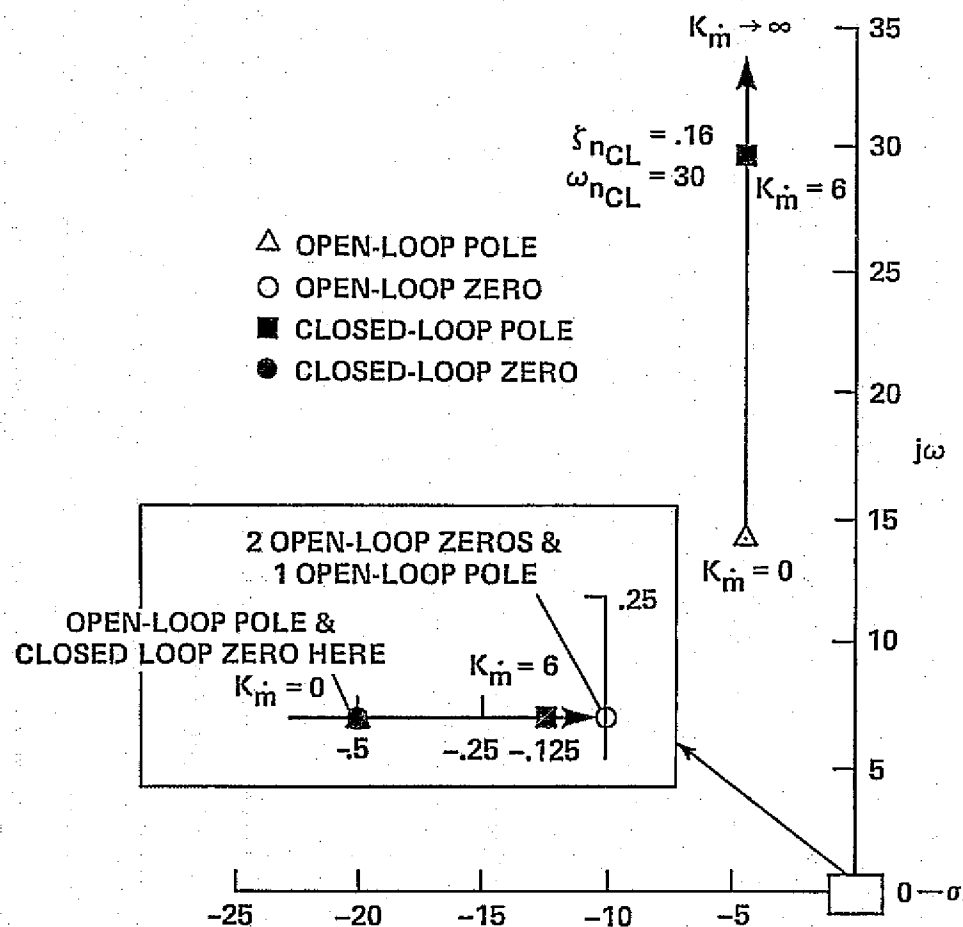 K_ṁ → ∞
35
ζ_nCL = .16
ω_nCL = 30
30
K_ṁ = 6
△ OPEN-LOOP POLE
○ OPEN-LOOP ZERO
■ CLOSED-LOOP POLE
● CLOSED-LOOP ZERO
25
20
jω
15
K_ṁ = 0
2 OPEN-LOOP ZEROS &
1 OPEN-LOOP POLE
.25
OPEN-LOOP POLE &
CLOSED LOOP ZERO HERE
K_ṁ = 0
K_ṁ = 6
-.5 -.25 -.125
10
5
0 — σ
-25 -20 -15 -10 -5